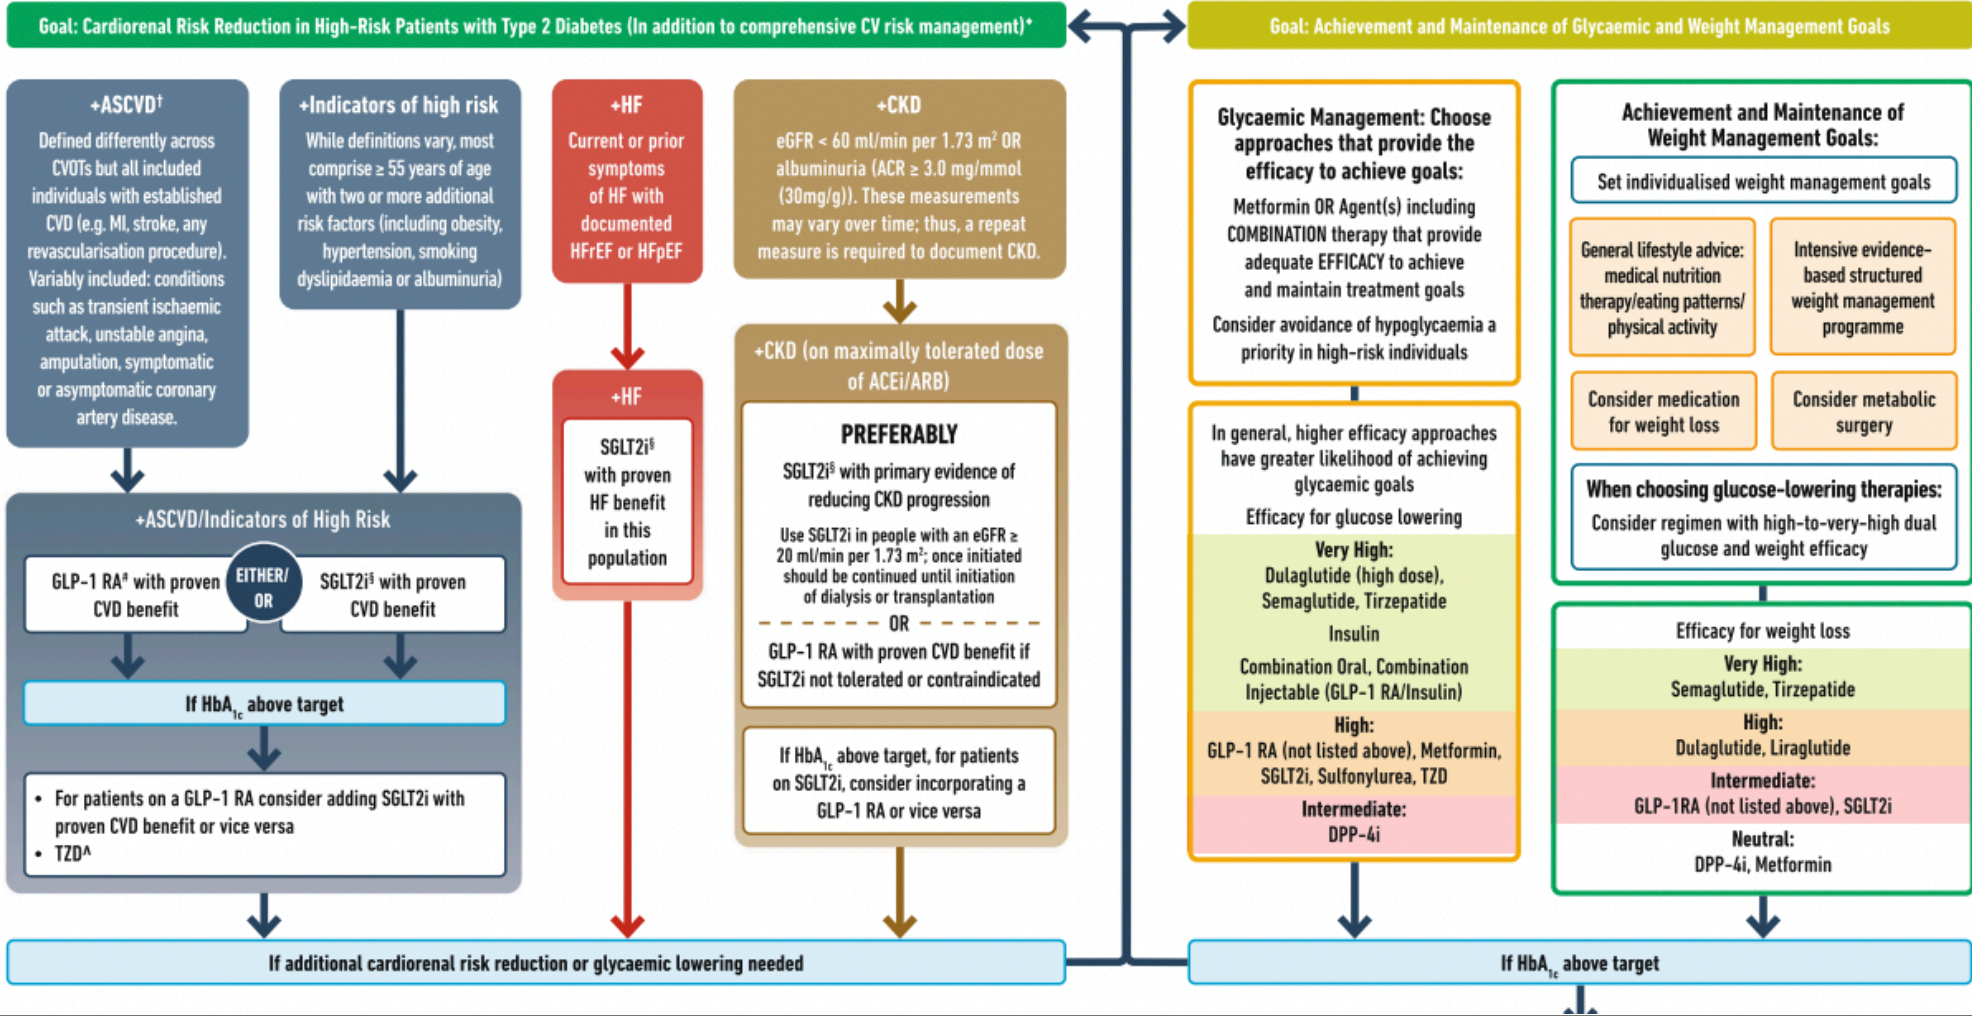 Goal: Cardiorenal Risk Reduction in High-Risk Patients with Type 2 Diabetes (In addition to comprehensive CV risk management)*
+ASCVD†
Defined differently across
CVOTs but all included
individuals with established
CVD (e.g. MI, stroke, any
revascularisation procedure).
Variably included: conditions
such as transient ischaemic
attack, unstable angina,
amputation, symptomatic
or asymptomatic coronary
artery disease.
+Indicators of high risk
While definitions vary, most
comprise ≥ 55 years of age
with two or more additional
risk factors (including obesity,
hypertension, smoking
dyslipidaemia or albuminuria)
+ASCVD/Indicators of High Risk
GLP-1 RA# with proven
CVD benefit
EITHER/
OR
SGLT2i§ with proven
CVD benefit
If HbA1c above target
• For patients on a GLP-1 RA consider adding SGLT2i with
proven CVD benefit or vice versa
• TZD^
+HF
Current or prior
symptoms
of HF with
documented
HFrEF or HFpEF
+HF
SGLT2i§
with proven
HF benefit
in this
population
+CKD
eGFR < 60 ml/min per 1.73 m² OR
albuminuria (ACR ≥ 3.0 mg/mmol
(30mg/g)). These measurements
may vary over time; thus, a repeat
measure is required to document CKD.
+CKD (on maximally tolerated dose
of ACEi/ARB)
PREFERABLY
SGLT2i§ with primary evidence of
reducing CKD progression
Use SGLT2i in people with an eGFR ≥
20 ml/min per 1.73 m²; once initiated
should be continued until initiation
of dialysis or transplantation
OR
GLP-1 RA with proven CVD benefit if
SGLT2i not tolerated or contraindicated
If HbA1c above target, for patients
on SGLT2i, consider incorporating a
GLP-1 RA or vice versa
If additional cardiorenal risk reduction or glycaemic lowering needed
Goal: Achievement and Maintenance of Glycaemic and Weight Management Goals
Glycaemic Management: Choose
approaches that provide the
efficacy to achieve goals:
Metformin OR Agent(s) including
COMBINATION therapy that provide
adequate EFFICACY to achieve
and maintain treatment goals
Consider avoidance of hypoglycaemia a
priority in high-risk individuals
In general, higher efficacy approaches
have greater likelihood of achieving
glycaemic goals
Efficacy for glucose lowering
Very High:
Dulaglutide (high dose),
Semaglutide, Tirzepatide
Insulin
Combination Oral, Combination
Injectable (GLP-1 RA/Insulin)
High:
GLP-1 RA (not listed above), Metformin,
SGLT2i, Sulfonylurea, TZD
Intermediate:
DPP-4i
Achievement and Maintenance of
Weight Management Goals:
Set individualised weight management goals
General lifestyle advice:
medical nutrition
therapy/eating patterns/
physical activity
Intensive evidence-
based structured
weight management
programme
Consider medication
for weight loss
Consider metabolic
surgery
When choosing glucose-lowering therapies:
Consider regimen with high-to-very-high dual
glucose and weight efficacy
Efficacy for weight loss
Very High:
Semaglutide, Tirzepatide
High:
Dulaglutide, Liraglutide
Intermediate:
GLP-1RA (not listed above), SGLT2i
Neutral:
DPP-4i, Metformin
If HbA1c above target